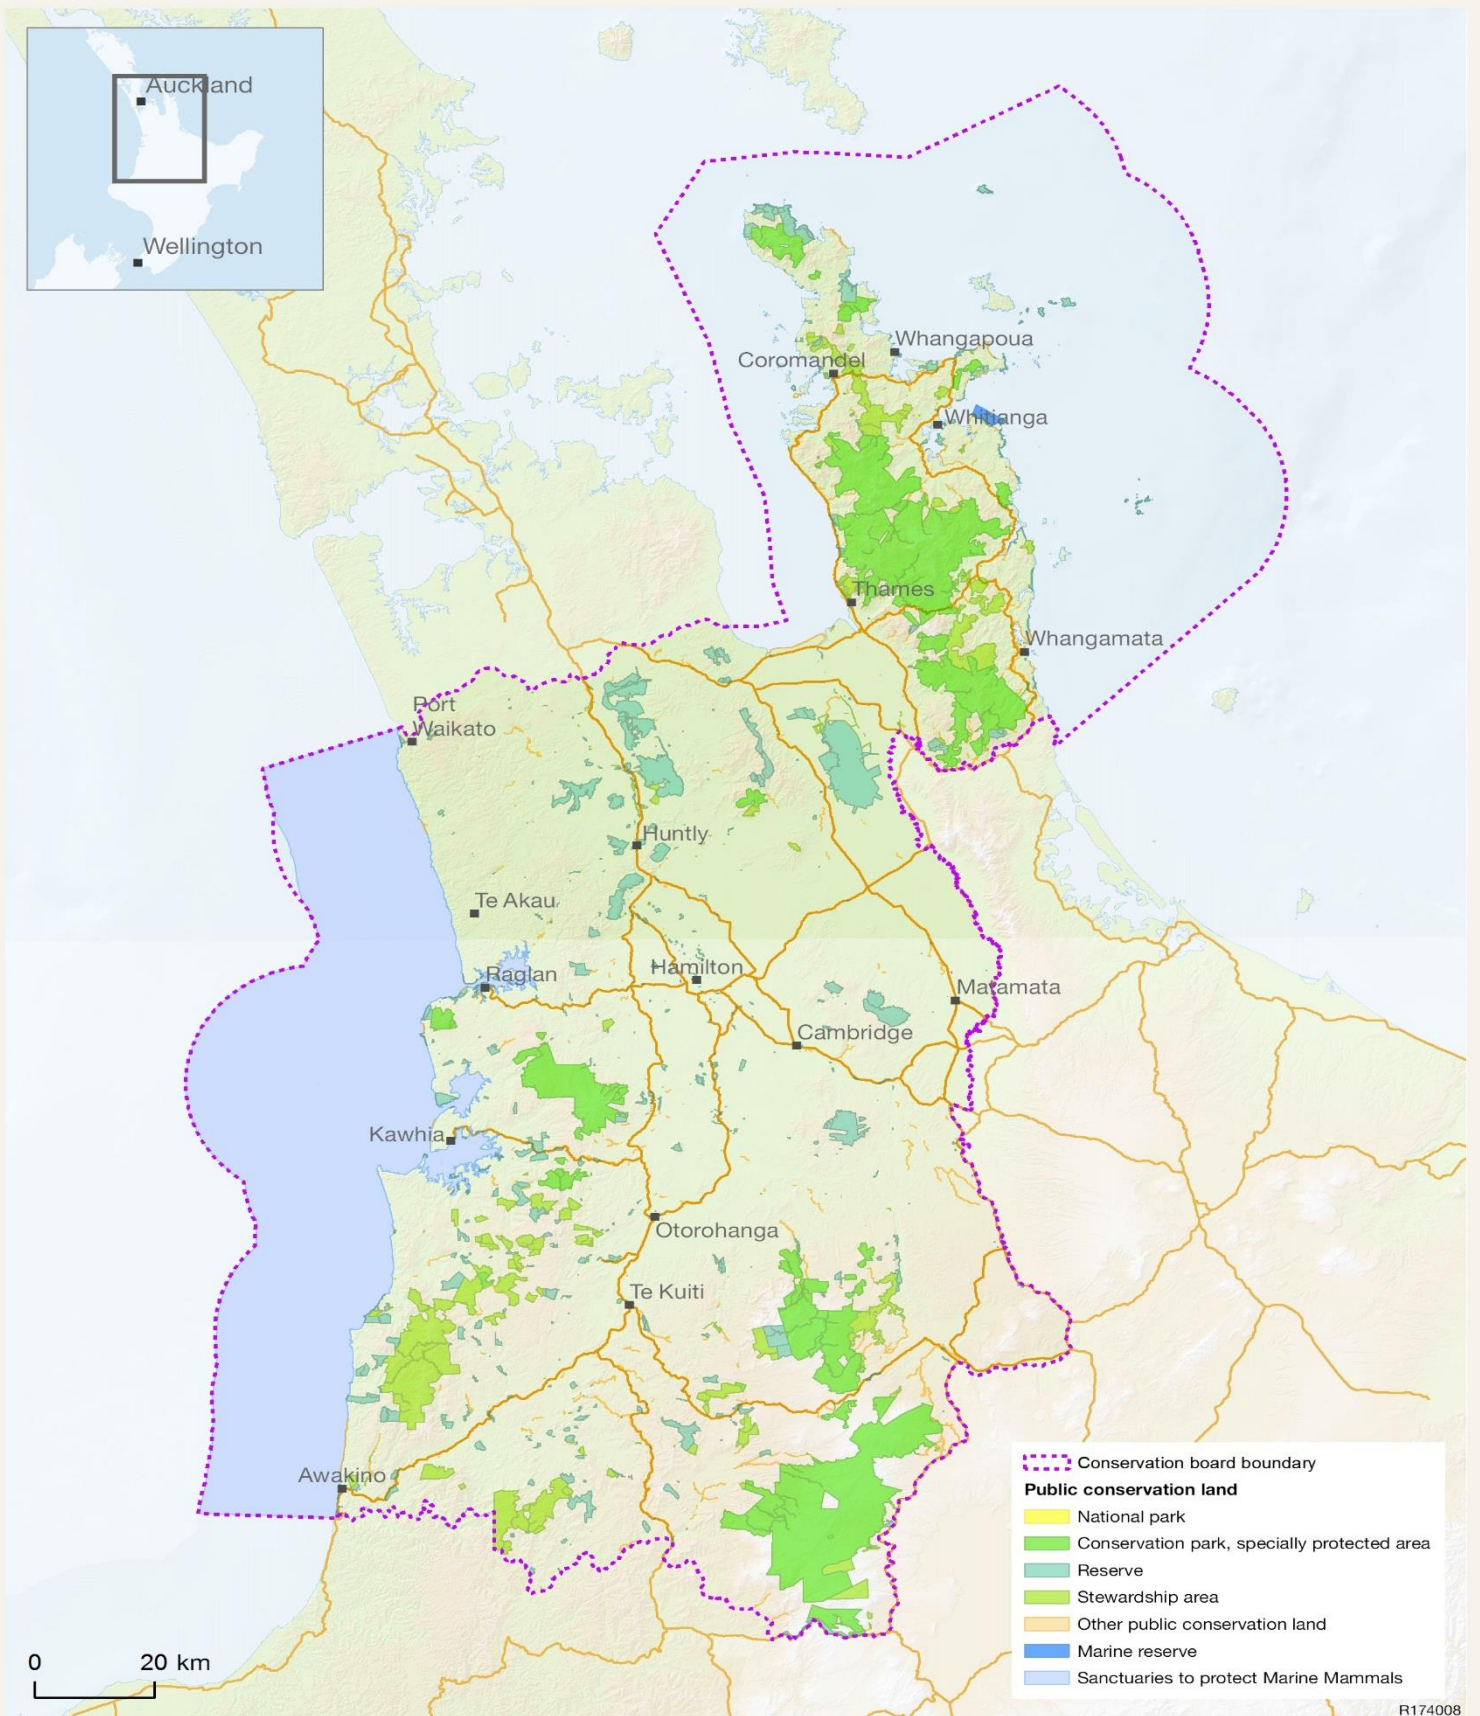 Auckland
Wellington
Whangapoua
Coromandel
Whitianga
Thames
Whangamata
Port
Waikato
Huntly
Te Akau
Raglan
Hamilton
Matamata
Cambridge
Kawhia
Otorohanga
Te Kuiti
Awakino
Conservation board boundary
Public conservation land
National park
Conservation park, specially protected area
Reserve
Stewardship area
Other public conservation land
Marine reserve
Sanctuaries to protect Marine Mammals
0 20 km
R174008